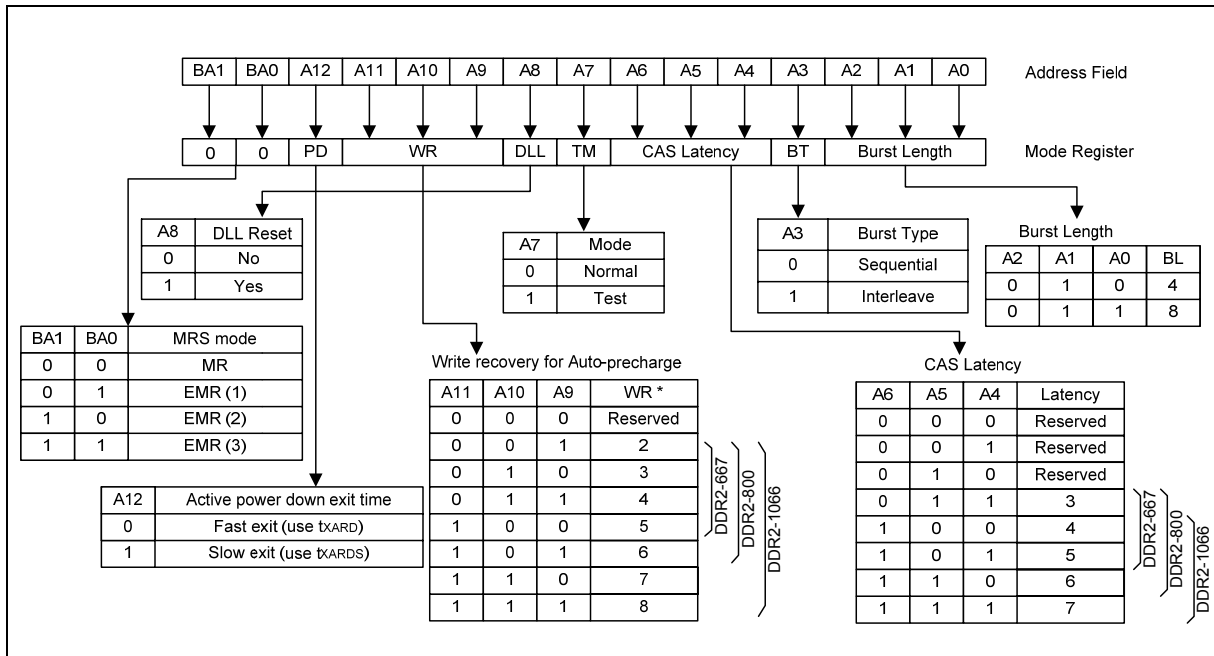 BA1 BA0 A12 A11 A10 A9 A8 A7 A6 A5 A4 A3 A2 A1 A0 Address Field
0 0 PD WR DLL TM CAS Latency BT Burst Length Mode Register
A8 DLL Reset
0 No
1 Yes
A7 Mode
0 Normal
1 Test
A3 Burst Type
0 Sequential
1 Interleave
Burst Length
A2 A1 A0 BL
0 1 0 4
0 1 1 8
BA1 BA0 MRS mode
0 0 MR
0 1 EMR (1)
1 0 EMR (2)
1 1 EMR (3)
A12 Active power down exit time
0 Fast exit (use tXARD)
1 Slow exit (use tXARDS)
Write recovery for Auto-precharge
A11 A10 A9 WR *
0 0 0 Reserved
0 0 1 2
0 1 0 3
0 1 1 4
1 0 0 5
1 0 1 6
1 1 0 7
1 1 1 8
DDR2-667
DDR2-800
DDR2-1066
CAS Latency
A6 A5 A4 Latency
0 0 0 Reserved
0 0 1 Reserved
0 1 0 Reserved
0 1 1 3
1 0 0 4
1 0 1 5
1 1 0 6
1 1 1 7
DDR2-667
DDR2-800
DDR2-1066